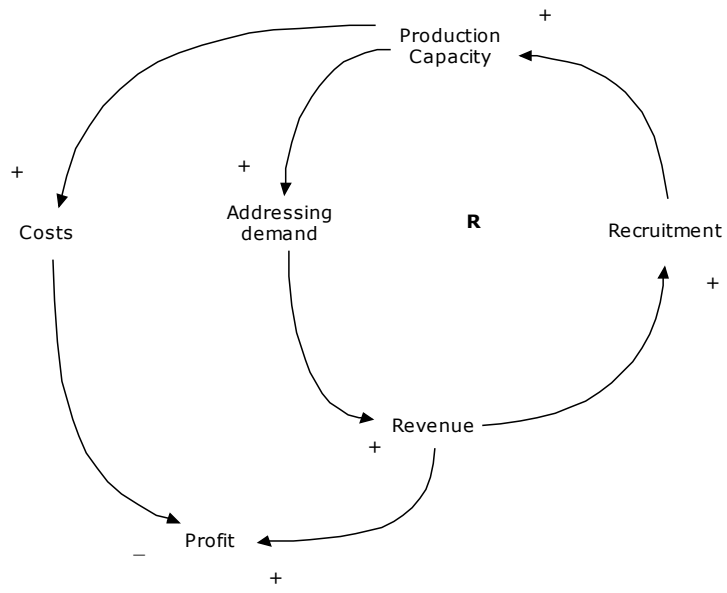 +
Production
Capacity
+
+
Addressing
demand
R
Costs
Recruitment
+
Revenue
+
Profit
–
+